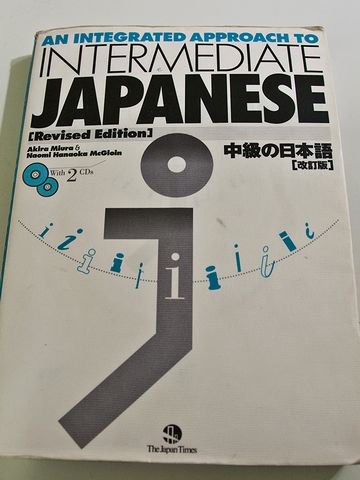 AN INTEGRATED APPROACH TO
INTERMEDIATE
JAPANESE
[Revised Edition]
Akira Miura &
Naomi Hanaoka McGloin
中級の日本語
[改訂版]
With 2 CDs
i i i i i i i i i i i
The Japan Times